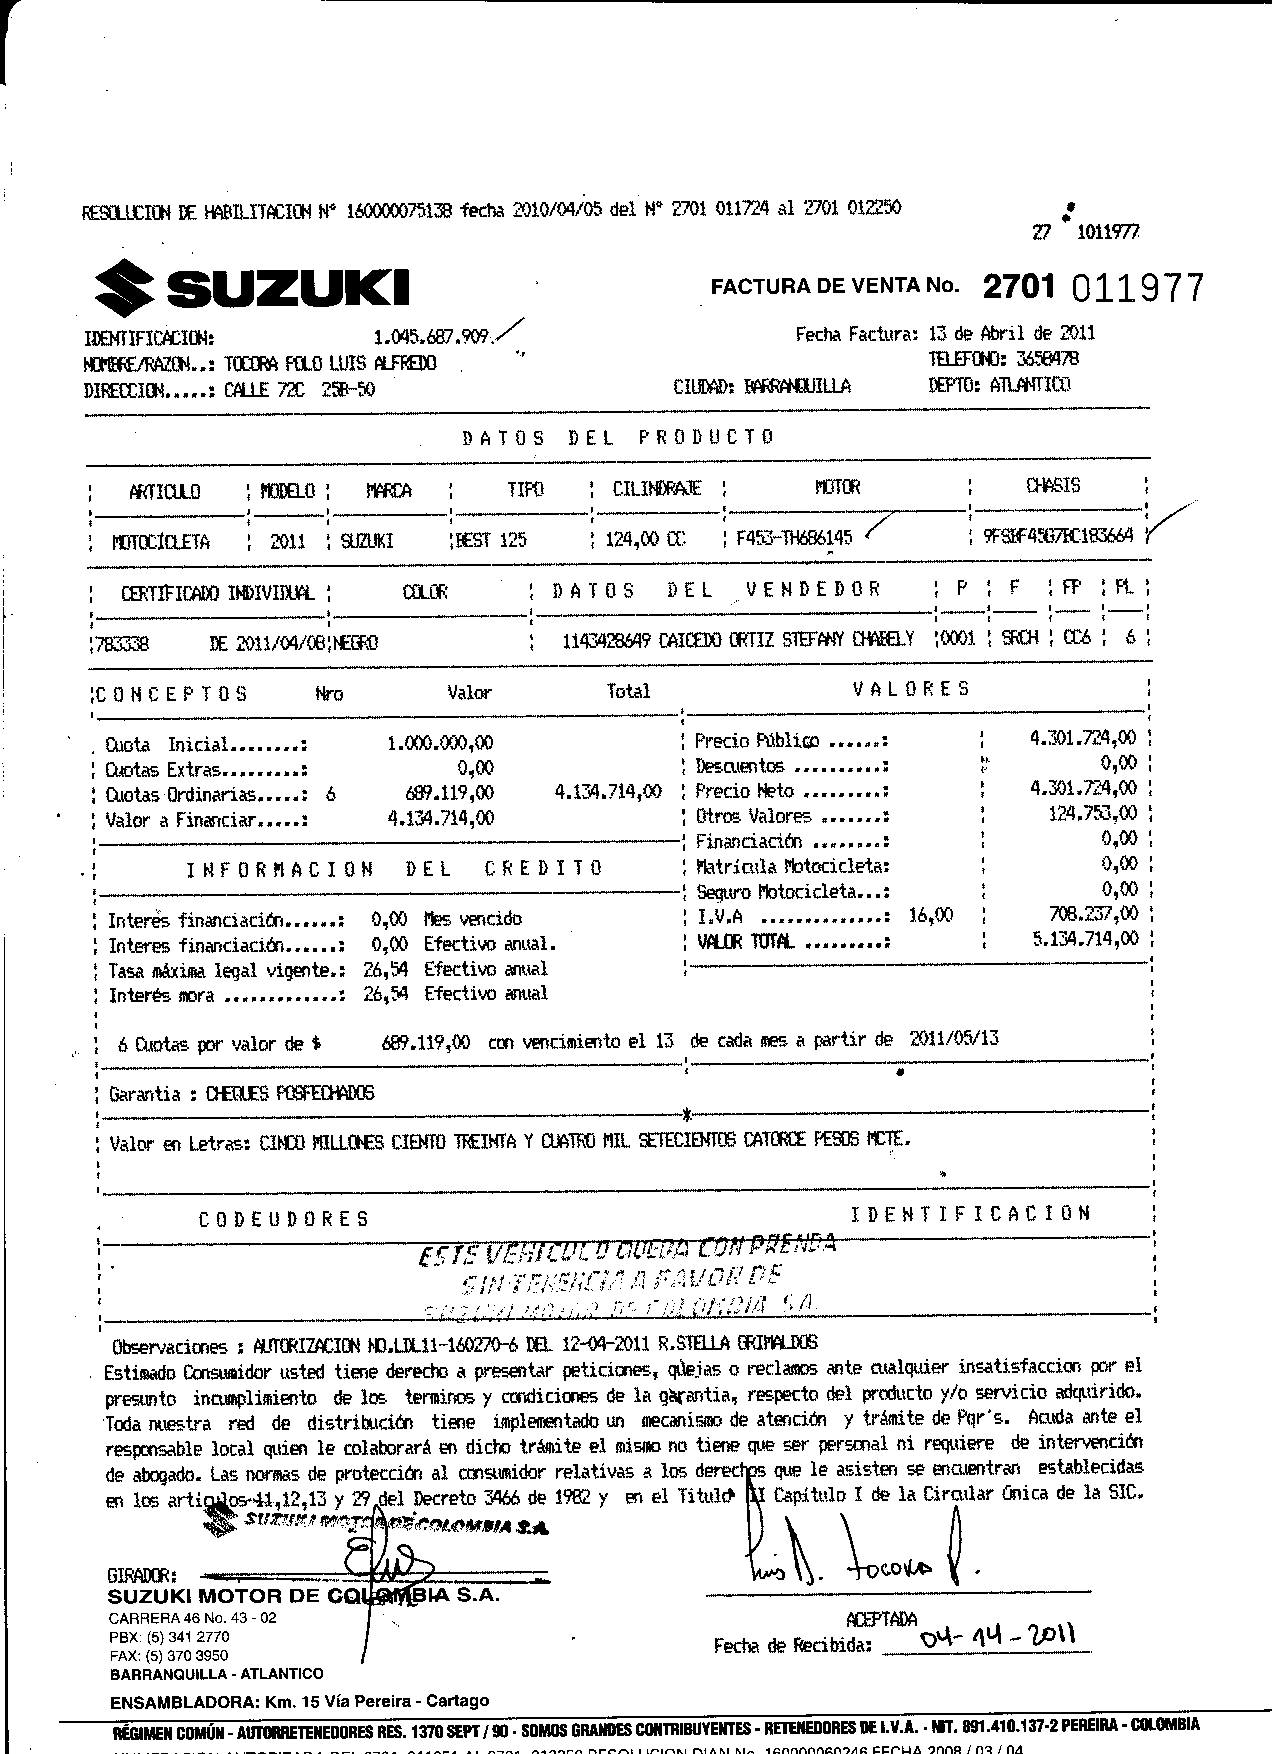 RESOLUCION DE HABILITACION Nº 160000075138 fecha 2010/04/05 del Nº 2701 011724 al 2701 012250
27 1011977
SUZUKI FACTURA DE VENTA No. 2701 011977
IDENTIFICACION: 1.045.687.909. Fecha Factura: 13 de Abril de 2011
NOMBRE/RAZON..: TOCORA POLO LUIS ALFREDO TELEFONO: 3658478
DIRECCION.....: CALLE 72C 25B-50 CIUDAD: BARRANQUILLA DEPTO: ATLANTICO
DATOS DEL PRODUCTO
ARTICULO MODELO MARCA TIPO CILINDRAJE MOTOR CHASIS
MOTOCICLETA 2011 SUZUKI BEST 125 124,00 CC F453-TH686145 9FSBF45G7BC183664
CERTIFICADO INDIVIDUAL COLOR DATOS DEL VENDEDOR P F FP PL
783338 DE 2011/04/08 NEGRO 1143428649 CAICEDO ORTIZ STEFANY CHABELY 0001 SRCH CC6 6
CONCEPTOS Nro Valor Total VALORES
Cuota Inicial........: 1.000.000,00 Precio Público ......: 4.301.724,00
Cuotas Extras.........: 0,00 Descuentos ..........: 0,00
Cuotas Ordinarias.....: 6 689.119,00 4.134.714,00 Precio Neto .........: 4.301.724,00
Valor a Financiar.....: 4.134.714,00 Otros Valores .......: 124.753,00
Financiación ........: 0,00
INFORMACION DEL CREDITO Matrícula Motocicleta: 0,00
Seguro Motocicleta...: 0,00
Interés financiación......: 0,00 Mes vencido I.V.A ..............: 16,00 708.237,00
Interes financiación......: 0,00 Efectivo anual. VALOR TOTAL .........: 5.134.714,00
Tasa máxima legal vigente.: 26,54 Efectivo anual
Interés mora .............: 26,54 Efectivo anual
6 Cuotas por valor de $ 689.119,00 con vencimiento el 13 de cada mes a partir de 2011/05/13
Garantia : CHEQUES POSFECHADOS
Valor en Letras: CINCO MILLONES CIENTO TREINTA Y CUATRO MIL SETECIENTOS CATORCE PESOS MCTE.
CODEUDORES IDENTIFICACION
ESTE VEHICULO QUEDA CON PRENDA
SIN TENENCIA A FAVOR DE
SUZUKI MOTOR DE COLOMBIA S.A.
Observaciones : AUTORIZACION NO.LDL11-160270-6 DEL 12-04-2011 R.STELLA GRIMALDOS
Estimado Consumidor usted tiene derecho a presentar peticiones, quejas o reclamos ante cualquier insatisfaccion por el
presunto incumplimiento de los terminos y condiciones de la garantia, respecto del producto y/o servicio adquirido.
Toda nuestra red de distribución tiene implementado un mecanismo de atención y trámite de Pqr's. Acuda ante el
responsable local quien le colaborará en dicho trámite el mismo no tiene que ser personal ni requiere de intervención
de abogado. Las normas de protección al consumidor relativas a los derechos que le asisten se encuentran establecidas
en los articulos 11,12,13 y 29 del Decreto 3466 de 1982 y en el Titulo II Capítulo I de la Circular Única de la SIC.
SUZUKI MOTOR DE COLOMBIA S.A.
Luis A. Tocora P.
GIRADOR:
SUZUKI MOTOR DE COLOMBIA S.A.
CARRERA 46 No. 43 - 02
ACEPTADA
PBX: (5) 341 2770
Fecha de Recibida: 04-14-2011
FAX: (5) 370 3950
BARRANQUILLA - ATLANTICO
ENSAMBLADORA: Km. 15 Vía Pereira - Cartago
RÉGIMEN COMÚN - AUTORRETENEDORES RES. 1370 SEPT / 90 - SOMOS GRANDES CONTRIBUYENTES - RETENEDORES DE I.V.A. - NIT. 891.410.137-2 PEREIRA - COLOMBIA